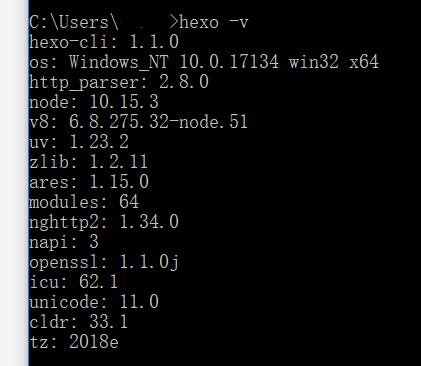 C:\Users\ >hexo -v
hexo-cli: 1.1.0
os: Windows_NT 10.0.17134 win32 x64
http_parser: 2.8.0
node: 10.15.3
v8: 6.8.275.32-node.51
uv: 1.23.2
zlib: 1.2.11
ares: 1.15.0
modules: 64
nghttp2: 1.34.0
napi: 3
openssl: 1.1.0j
icu: 62.1
unicode: 11.0
cldr: 33.1
tz: 2018e